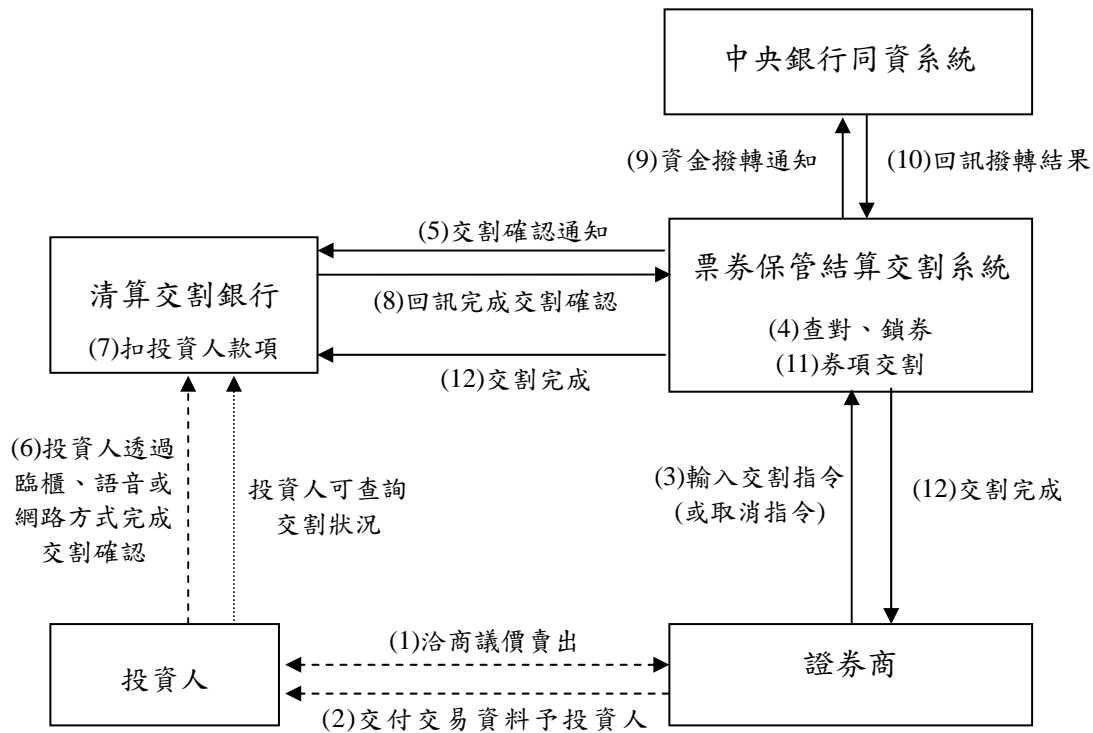 中央銀行同資系統
(9)資金撥轉通知
(10)回訊撥轉結果
(5)交割確認通知
票券保管結算交割系統
清算交割銀行
(8)回訊完成交割確認
(4)查對、鎖券
(7)扣投資人款項
(11)券項交割
(12)交割完成
(6)投資人透過
臨櫃、語音或
網路方式完成
交割確認
投資人可查詢
交割狀況
(3)輸入交割指令
(或取消指令)
(12)交割完成
(1)洽商議價賣出
投資人
證券商
(2)交付交易資料予投資人